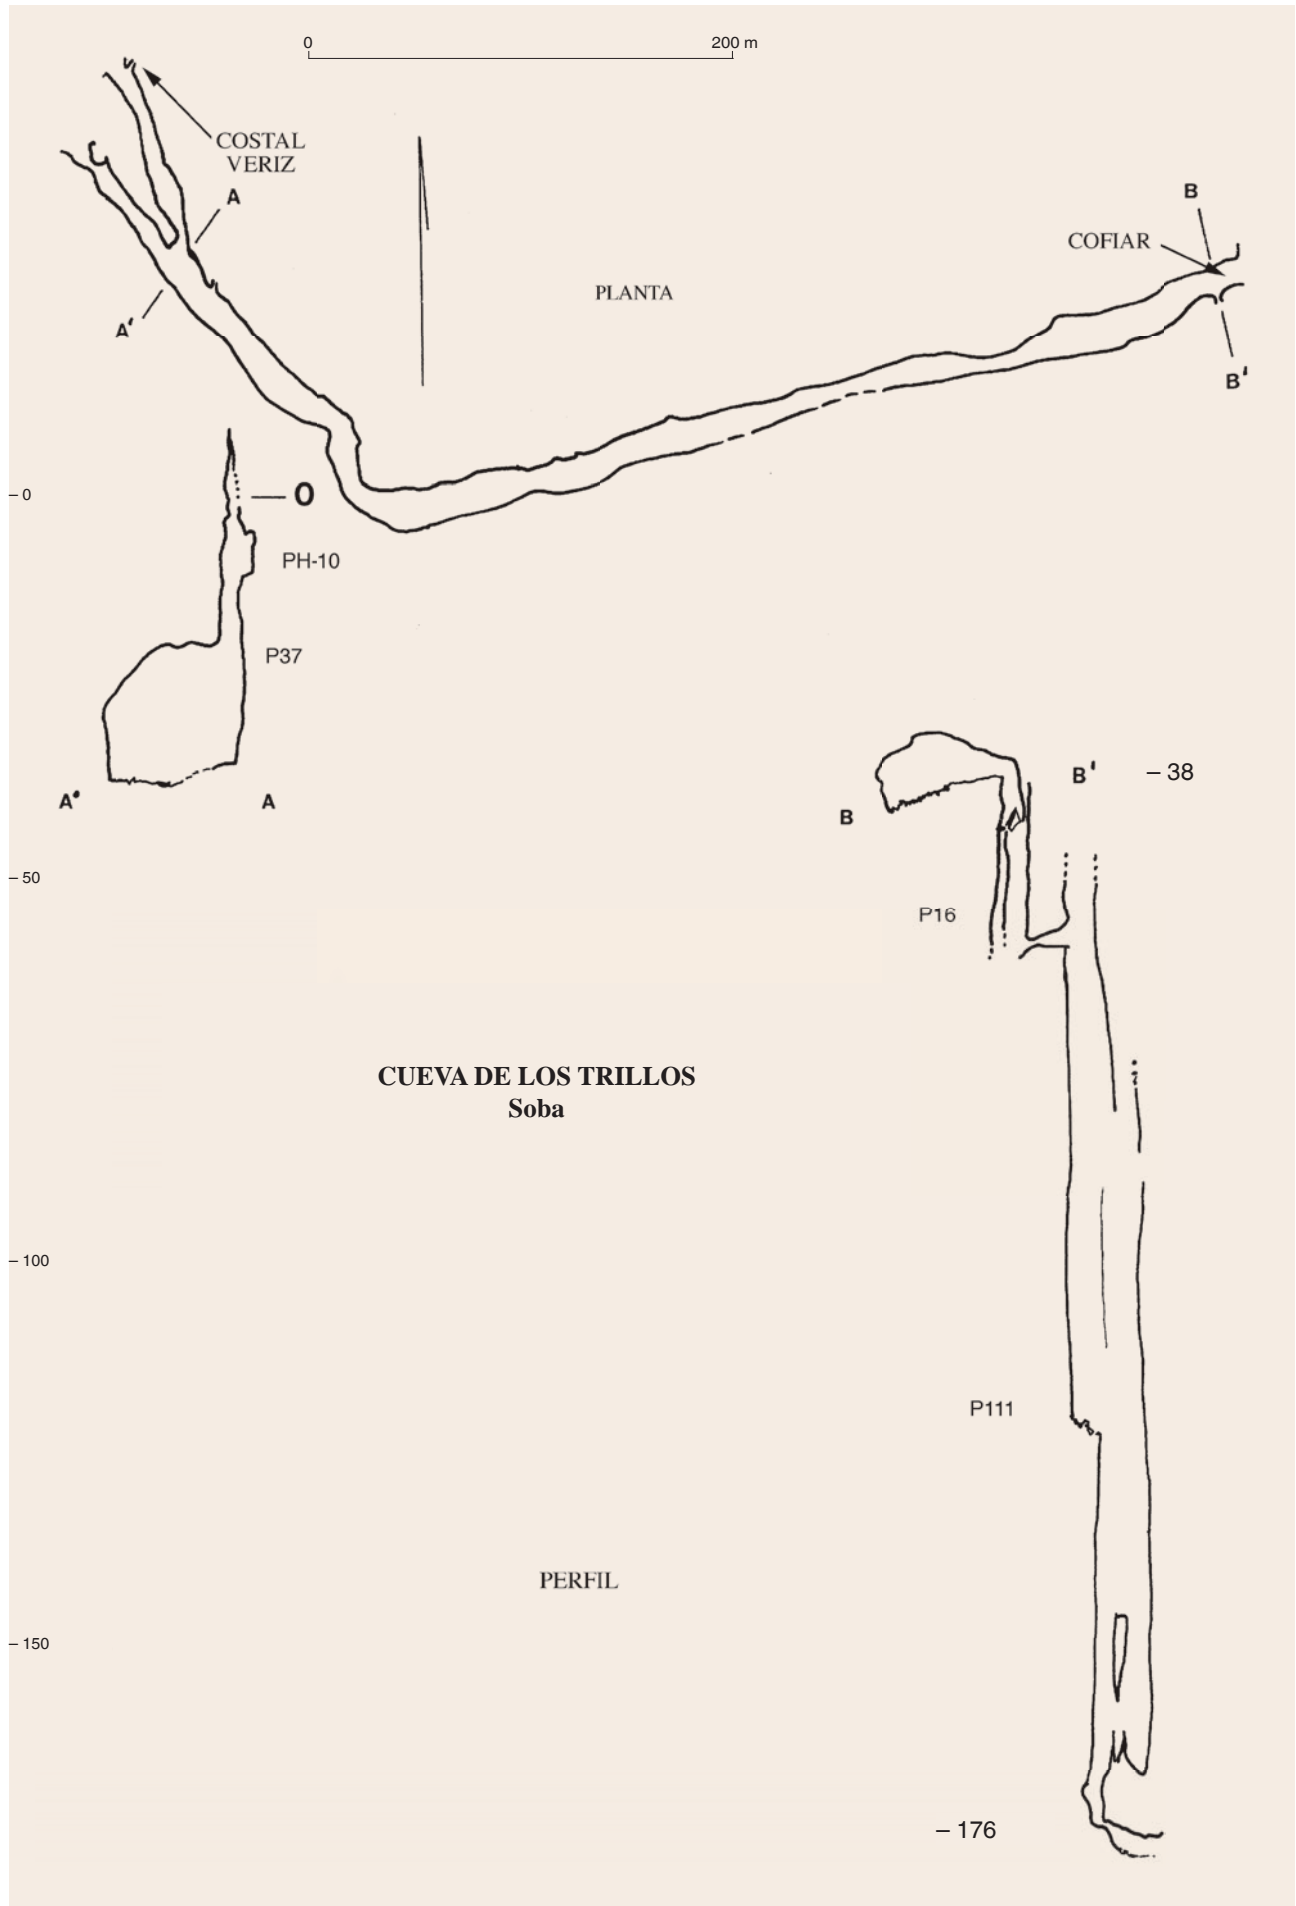 0 200 m
COSTAL
VERIZ
A
B
COFIAR
PLANTA
A'
B'
– 0
O
PH-10
P37
– 38
B'
A'
A
B
– 50
P16
CUEVA DE LOS TRILLOS
Soba
– 100
P111
PERFIL
– 150
– 176